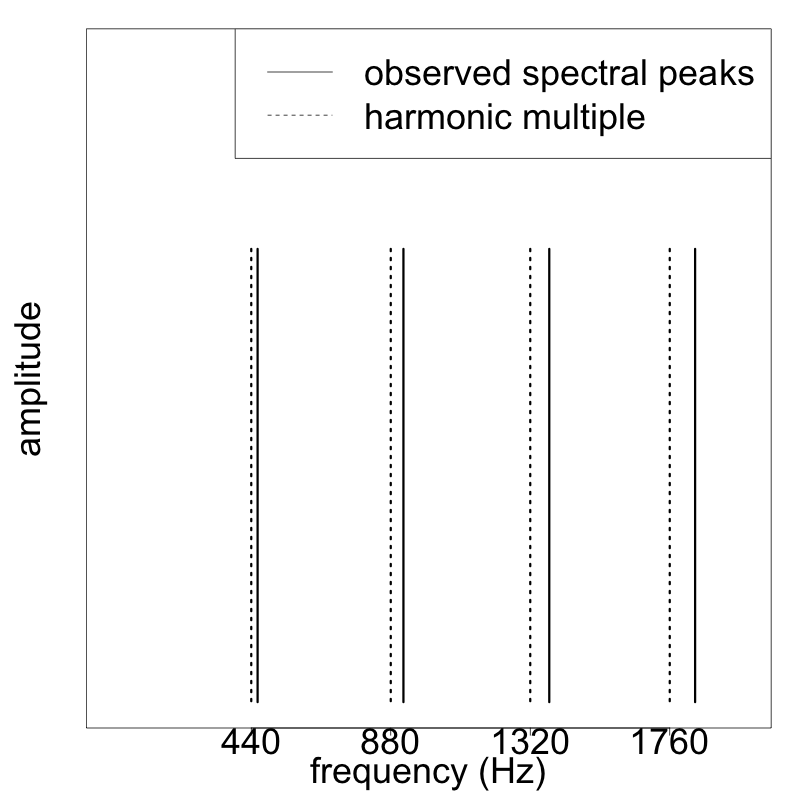 observed spectral peaks
harmonic multiple
amplitude
440 880 1320 1760
frequency (Hz)